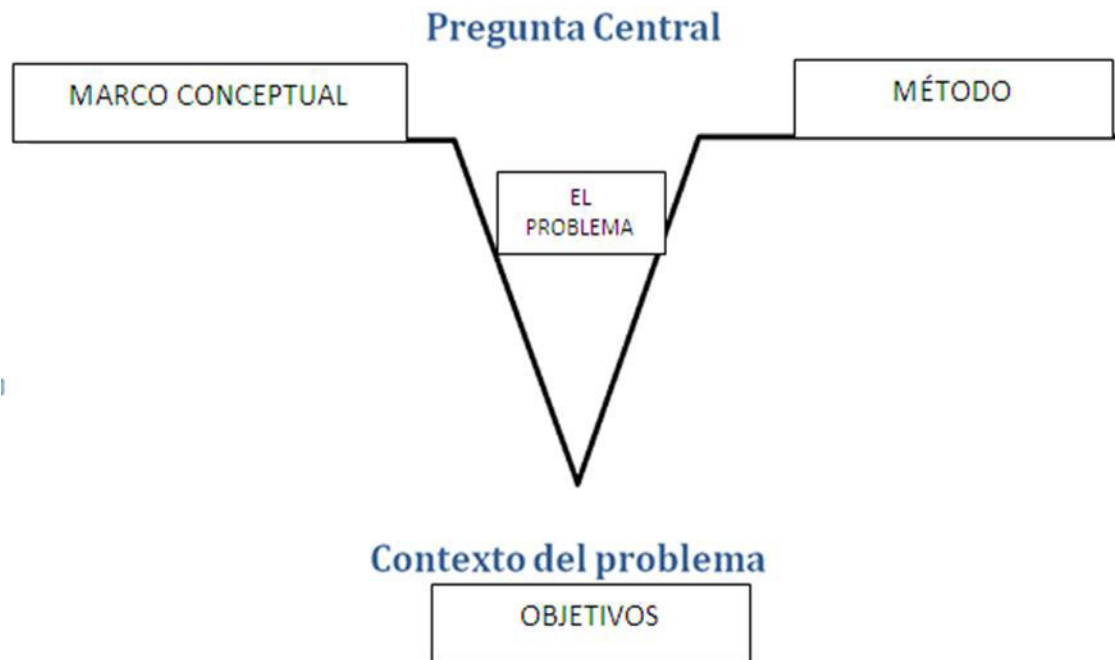 Pregunta Central
MARCO CONCEPTUAL
MÉTODO
EL
PROBLEMA
Contexto del problema
OBJETIVOS